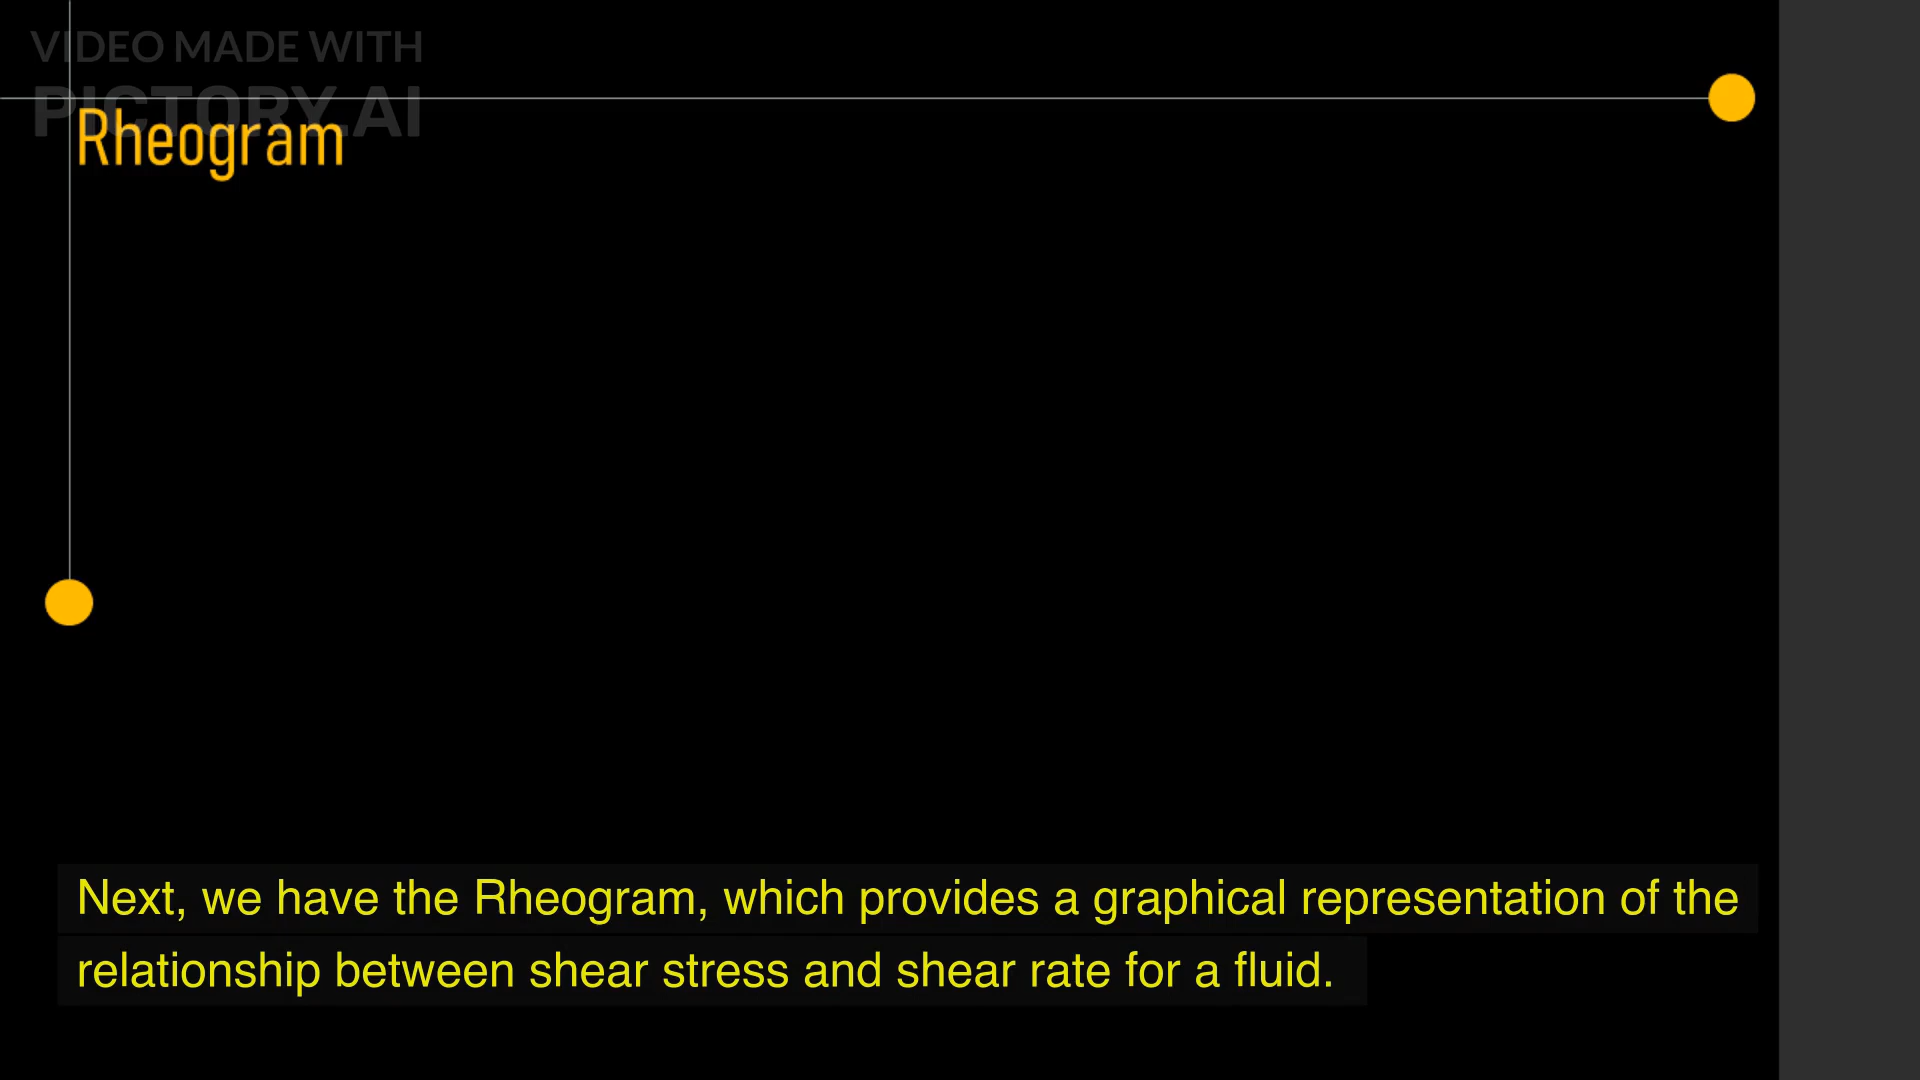 VIDEO MADE WITH
PICTORY.AI
Rheogram
Next, we have the Rheogram, which provides a graphical representation of the
relationship between shear stress and shear rate for a fluid.